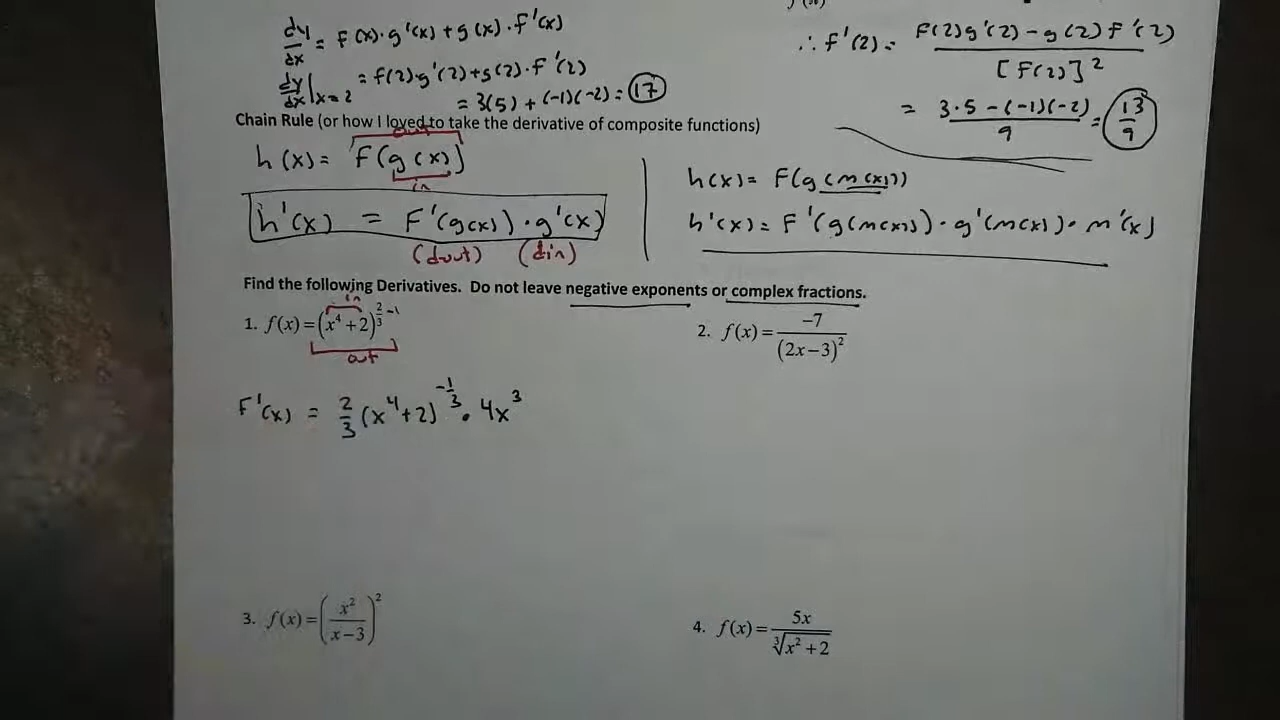 dy/dx = f(x)·g'(x)+g(x)·f'(x)
dy/dx|x=2 = f(2)·g'(2)+g(2)·f'(2)
= 3(5)+(-1)(-2)= 17
∴ f'(2)= f(2)g'(2)-g(2)f'(2) / [f(2)]²
= 3·5-(-1)(-2) / 9 = 13/9
Chain Rule (or how I loved to take the derivative of composite functions)
h(x)= F(g(x))
in
h'(x) = F'(g(x))·g'(x)
(dout) (din)
h(x)= F(g(m(x)))
h'(x)= F'(g(m(x)))·g'(m(x))·m'(x)
Find the following Derivatives. Do not leave negative exponents or complex fractions.
in
1. f(x)=(x⁴+2)^(2/3) -1
out
F'(x) = 2/3 (x⁴+2)^(-1/3) · 4x³
2. f(x)= -7/(2x-3)²
3. f(x)=(x²/(x-3))²
4. f(x)= 5x/∛(x²+2)